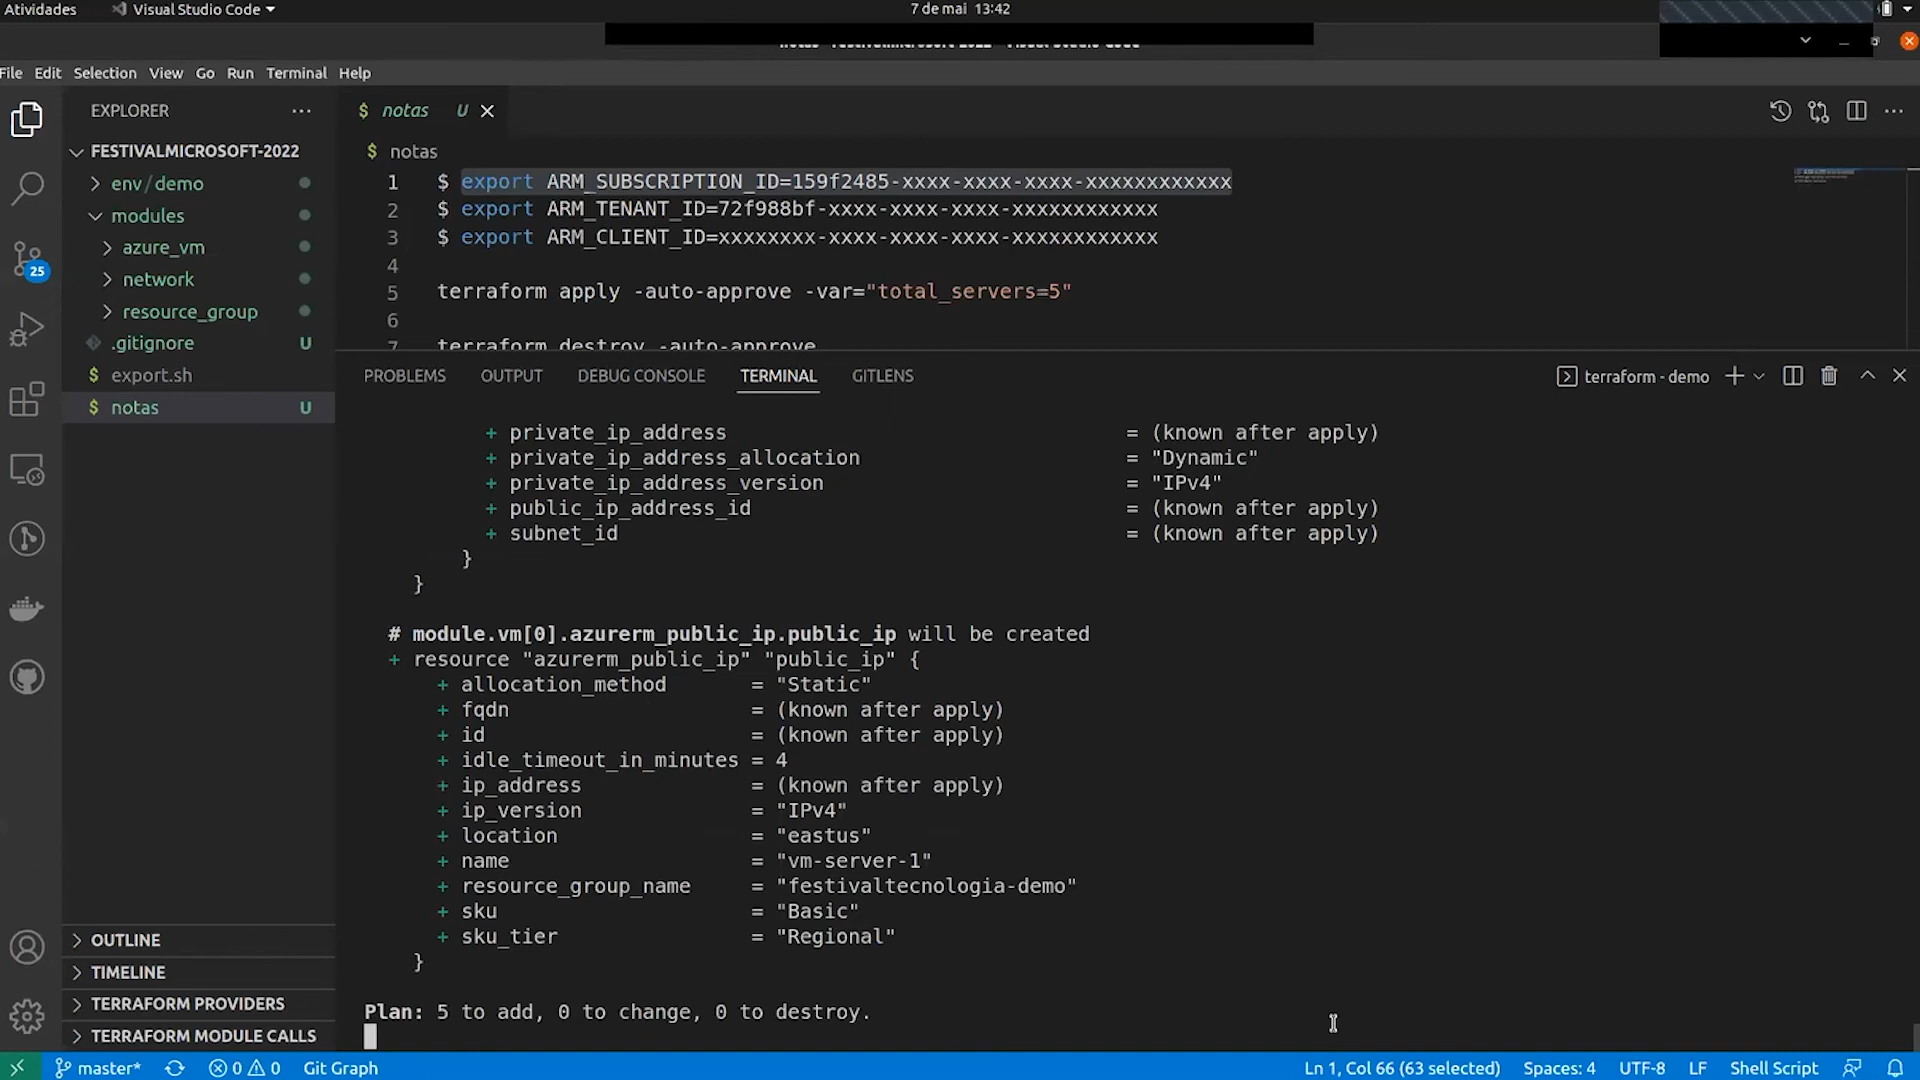 Atividades
Visual Studio Code
7 de mai 13:42
File Edit Selection View Go Run Terminal Help
EXPLORER
FESTIVALMICROSOFT-2022
env/demo
modules
azure_vm
network
resource_group
.gitignore U
$ export.sh
$ notas U
25
OUTLINE
TIMELINE
TERRAFORM PROVIDERS
TERRAFORM MODULE CALLS
$ notas U
$ notas
1 $ export ARM_SUBSCRIPTION_ID=159f2485-xxxx-xxxx-xxxx-xxxxxxxxxxxx
2 $ export ARM_TENANT_ID=72f988bf-xxxx-xxxx-xxxx-xxxxxxxxxxxx
3 $ export ARM_CLIENT_ID=xxxxxxxx-xxxx-xxxx-xxxx-xxxxxxxxxxxx
4
5 terraform apply -auto-approve -var="total_servers=5"
6
7 terraform destroy -auto-approve
PROBLEMS OUTPUT DEBUG CONSOLE TERMINAL GITLENS
terraform - demo
+ private_ip_address = (known after apply)
+ private_ip_address_allocation = "Dynamic"
+ private_ip_address_version = "IPv4"
+ public_ip_address_id = (known after apply)
+ subnet_id = (known after apply)
}
}
# module.vm[0].azurerm_public_ip.public_ip will be created
+ resource "azurerm_public_ip" "public_ip" {
+ allocation_method = "Static"
+ fqdn = (known after apply)
+ id = (known after apply)
+ idle_timeout_in_minutes = 4
+ ip_address = (known after apply)
+ ip_version = "IPv4"
+ location = "eastus"
+ name = "vm-server-1"
+ resource_group_name = "festivaltecnologia-demo"
+ sku = "Basic"
+ sku_tier = "Regional"
}
Plan: 5 to add, 0 to change, 0 to destroy.
master* 0 0 Git Graph
Ln 1, Col 66 (63 selected) Spaces: 4 UTF-8 LF Shell Script